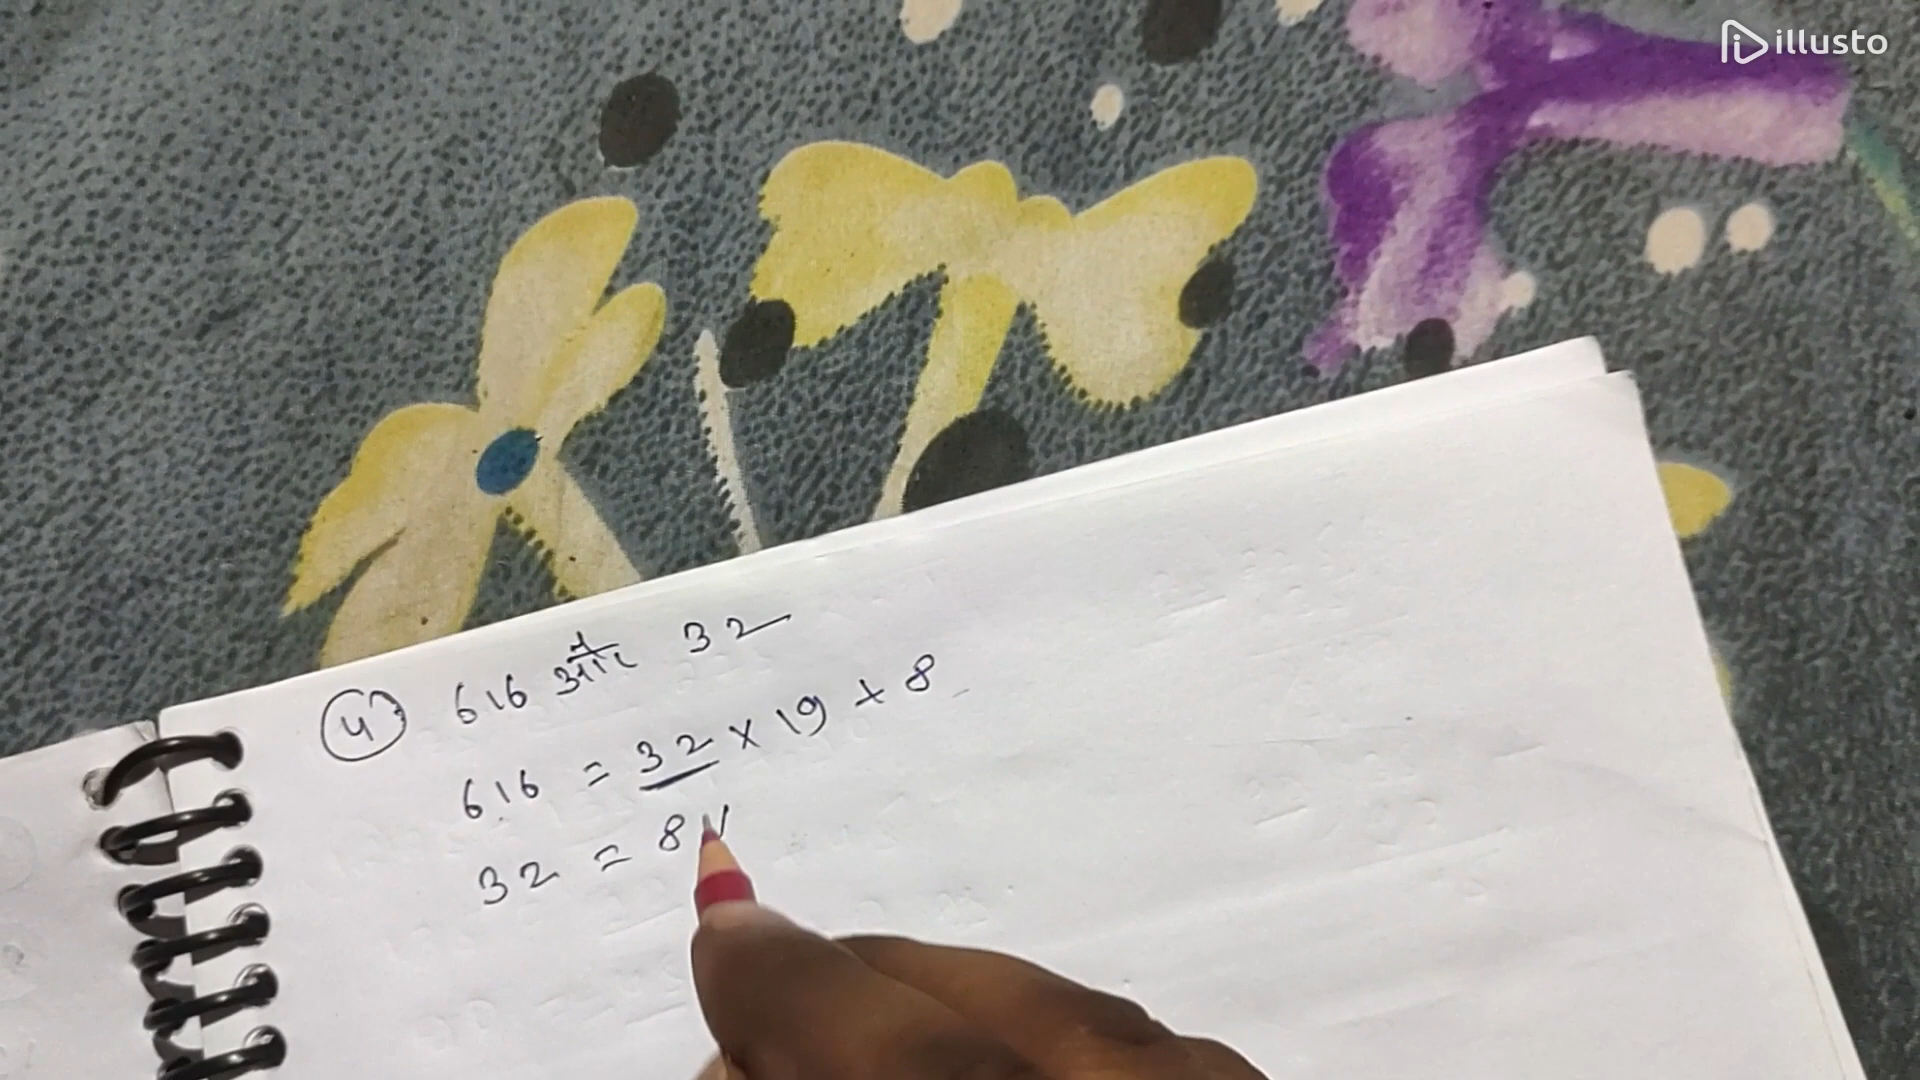 illusto
4) 616 और 32
616 = 32 × 19 + 8
32 = 8